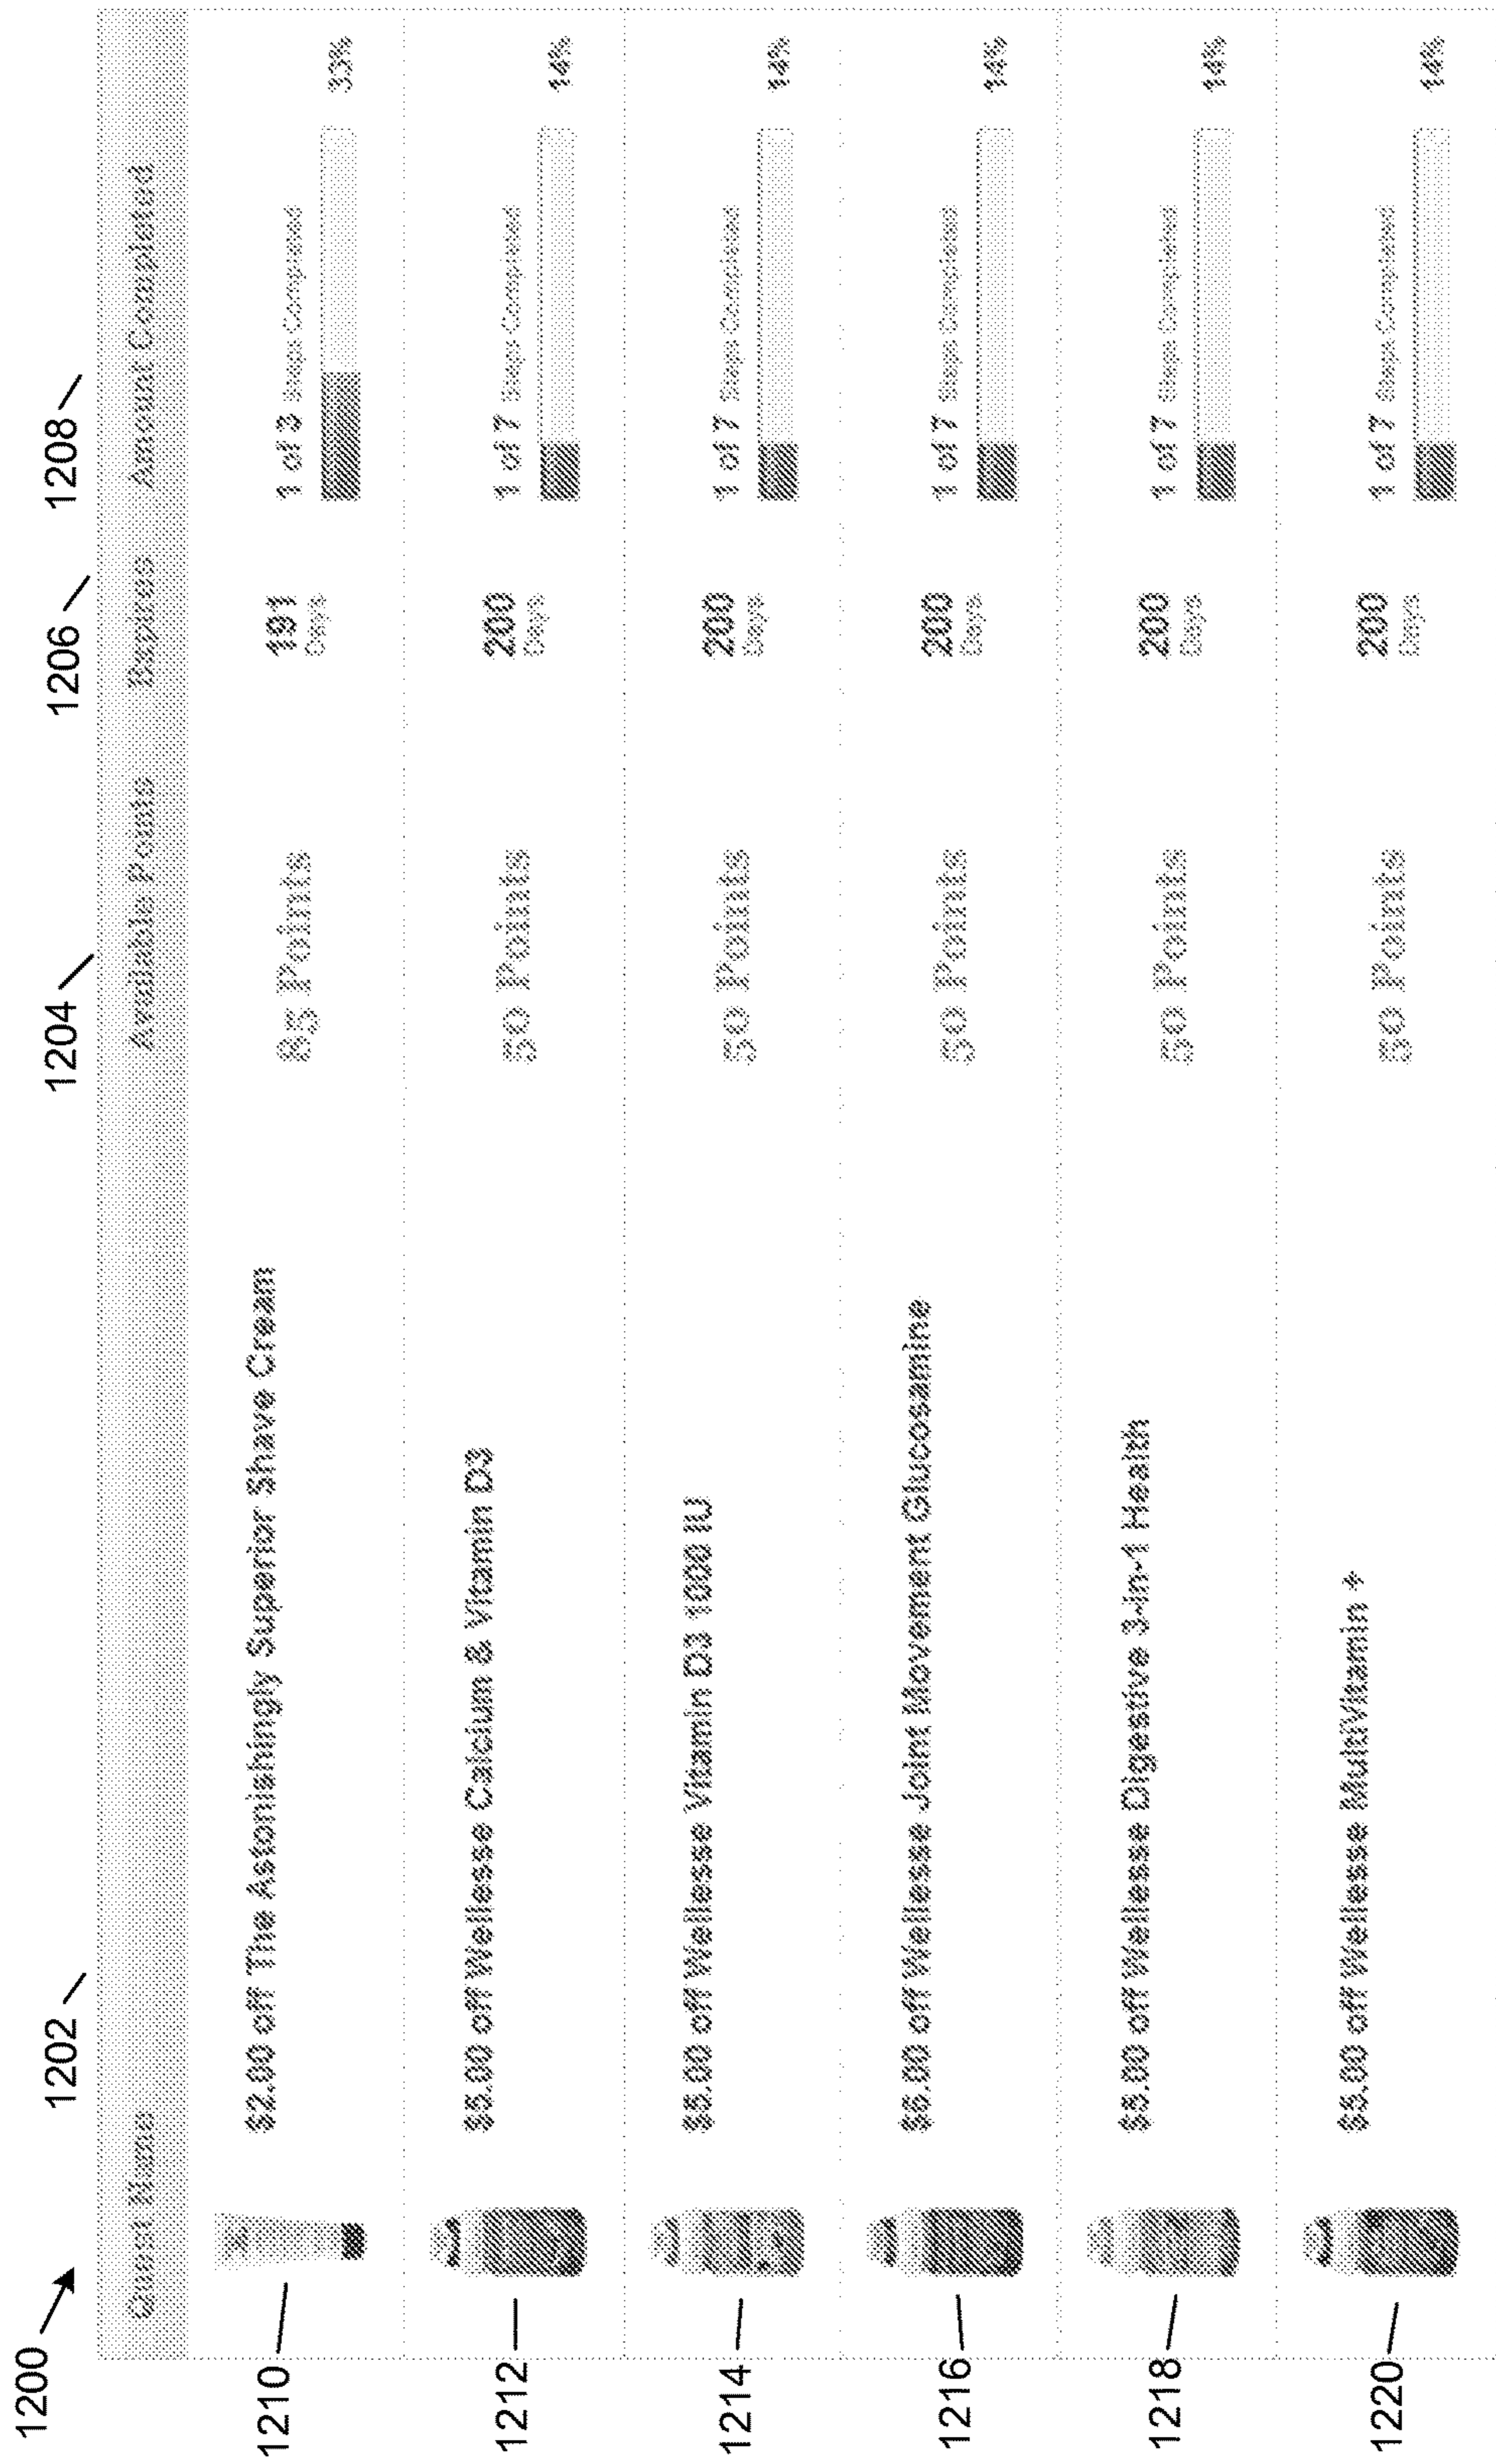 1200
1202
1204
1206
1208
Quest Name
Available Points
Expires
Amount Completed
1210
$2.00 off The Astonishingly Superior Shave Cream
85 Points
191
Days
1 of 3 Steps Completed
33%
1212
$5.00 off Wellesse Calcium & Vitamin D3
50 Points
200
Days
1 of 7 Steps Completed
14%
1214
$5.00 off Wellesse Vitamin D3 1000 IU
50 Points
200
Days
1 of 7 Steps Completed
14%
1216
$5.00 off Wellesse Joint Movement Glucosamine
50 Points
200
Days
1 of 7 Steps Completed
14%
1218
$5.00 off Wellesse Digestive 3-in-1 Health
50 Points
200
Days
1 of 7 Steps Completed
14%
1220
$5.00 off Wellesse MultiVitamin +
50 Points
200
Days
1 of 7 Steps Completed
14%